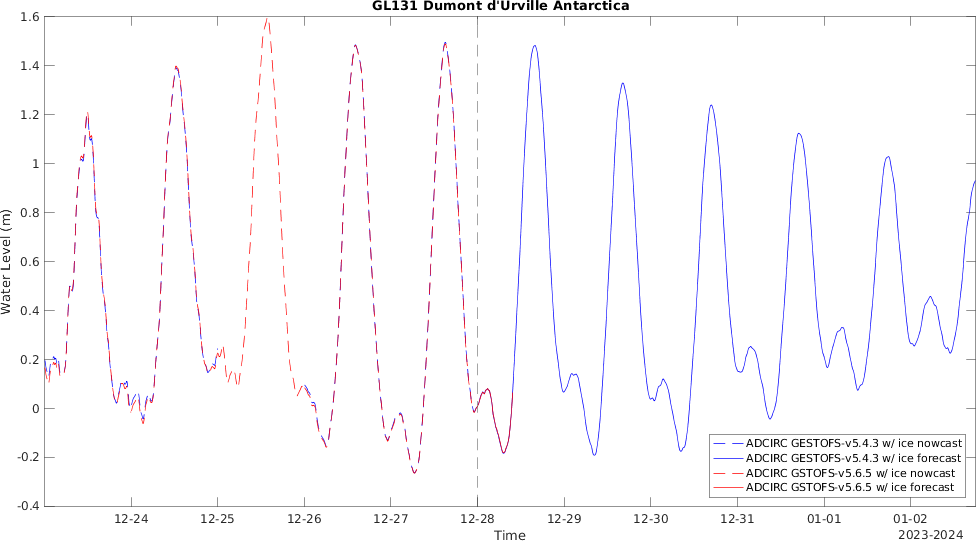 GL131 Dumont d'Urville Antarctica
1.6
1.4
1.2
1
0.8
0.6
0.4
0.2
0
-0.2
-0.4
Water Level (m)
ADCIRC GESTOFS-v5.4.3 w/ ice nowcast
ADCIRC GESTOFS-v5.4.3 w/ ice forecast
ADCIRC GSTOFS-v5.6.5 w/ ice nowcast
ADCIRC GSTOFS-v5.6.5 w/ ice forecast
12-24 12-25 12-26 12-27 12-28 12-29 12-30 12-31 01-01 01-02
Time
2023-2024